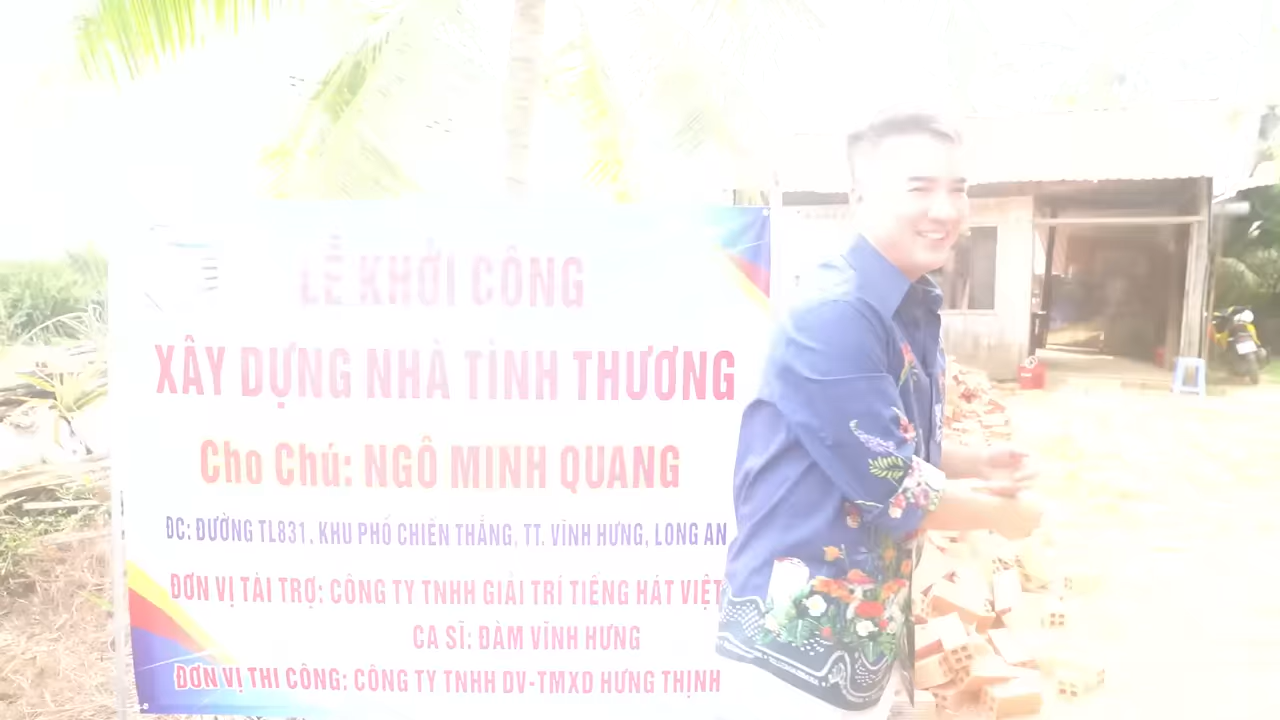 LỄ KHỞI CÔNG
XÂY DỰNG NHÀ TÌNH THƯƠNG
Cho Chú: NGÔ MINH QUANG
ĐC: ĐƯỜNG TL831, KHU PHỐ CHIẾN THẮNG, TT. VĨNH HƯNG, LONG AN
ĐƠN VỊ TÀI TRỢ: CÔNG TY TNHH GIẢI TRÍ TIẾNG HÁT VIỆT
CA SĨ: ĐÀM VĨNH HƯNG
ĐƠN VỊ THI CÔNG: CÔNG TY TNHH DV-TMXD HƯNG THỊNH